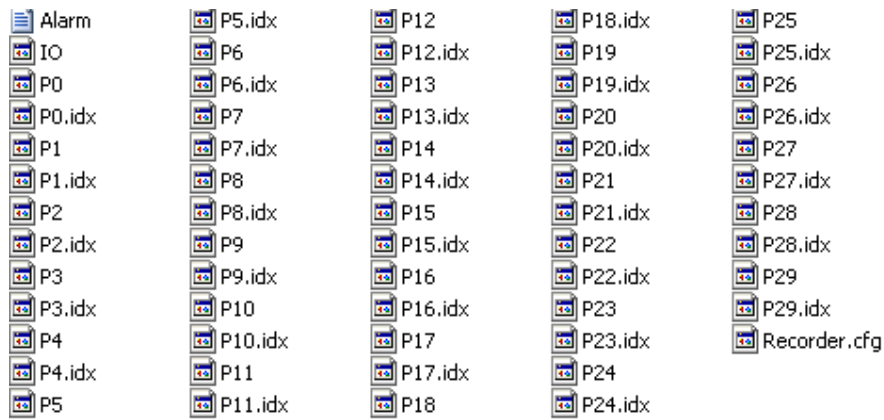 Alarm
IO
P0
P0.idx
P1
P1.idx
P2
P2.idx
P3
P3.idx
P4
P4.idx
P5
P5.idx
P6
P6.idx
P7
P7.idx
P8
P8.idx
P9
P9.idx
P10
P10.idx
P11
P11.idx
P12
P12.idx
P13
P13.idx
P14
P14.idx
P15
P15.idx
P16
P16.idx
P17
P17.idx
P18
P18.idx
P19
P19.idx
P20
P20.idx
P21
P21.idx
P22
P22.idx
P23
P23.idx
P24
P24.idx
P25
P25.idx
P26
P26.idx
P27
P27.idx
P28
P28.idx
P29
P29.idx
Recorder.cfg